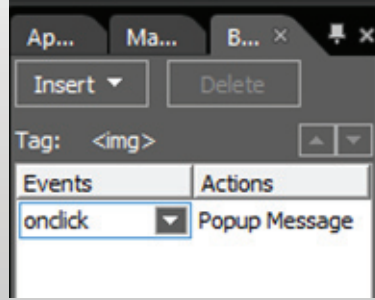 Ap... Ma... B... ×
Insert Delete
Tag: <img>
Events Actions
onclick Popup Message